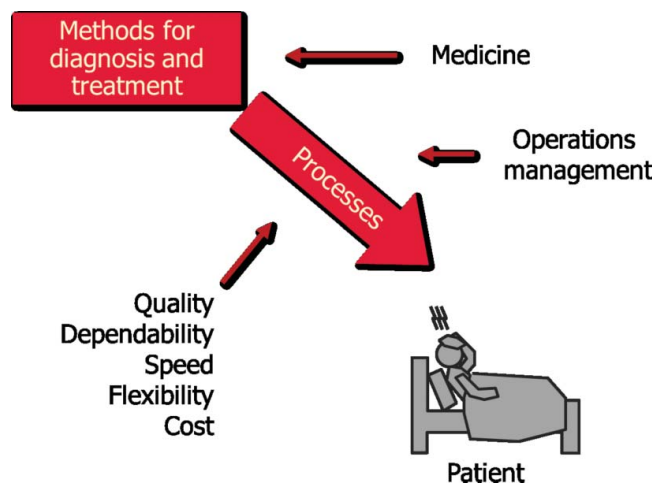 Methods for
diagnosis and
treatment
Medicine
Processes
Operations
management
Quality
Dependability
Speed
Flexibility
Cost
Patient